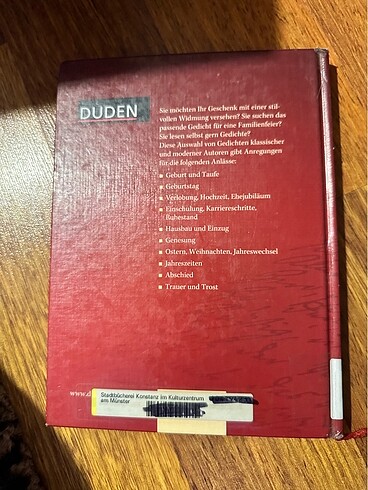 DUDEN
Sie möchten Ihr Geschenk mit einer stil-
vollen Widmung versehen? Sie suchen das
passende Gedicht für eine Familienfeier?
Sie lesen selbst gern Gedichte?
Diese Auswahl von Gedichten klassischer
und moderner Autoren gibt Anregungen
für die folgenden Anlässe:
▪ Geburt und Taufe
▪ Geburtstag
▪ Verlobung, Hochzeit, Ehejubiläum
▪ Einschulung, Karriereschritte,
Ruhestand
▪ Hausbau und Einzug
▪ Genesung
▪ Ostern, Weihnachten, Jahreswechsel
▪ Jahreszeiten
▪ Abschied
▪ Trauer und Trost
www.d
Stadtbücherei Konstanz im Kulturzentrum
am Münster